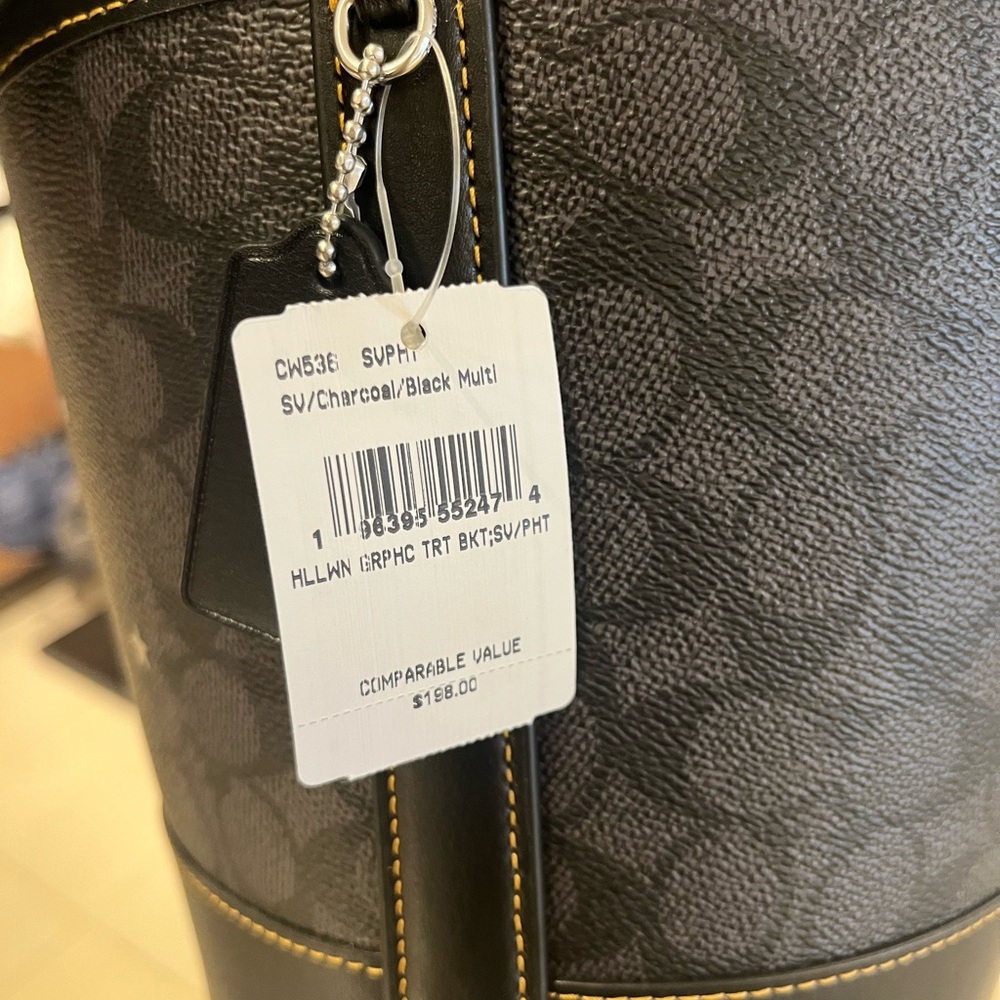 CW536 SVPHT
SV/Charcoal/Black Multi
1 96395 55247 4
HLLWN GRPHC TRT BKT;SV/PHT
COMPARABLE VALUE
$198.00